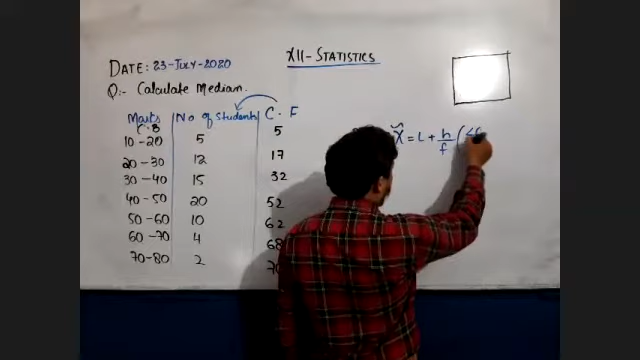 XII- STATISTICS
DATE: 23-JULY-2020
Q:- Calculate Median.
Marks No of Students C. F
C.B
10-20 5 5
20-30 12 17
30-40 15 32
40-50 20 52
50-60 10 62
60-70 4 68
70-80 2 70
X̃ = L + h/f (